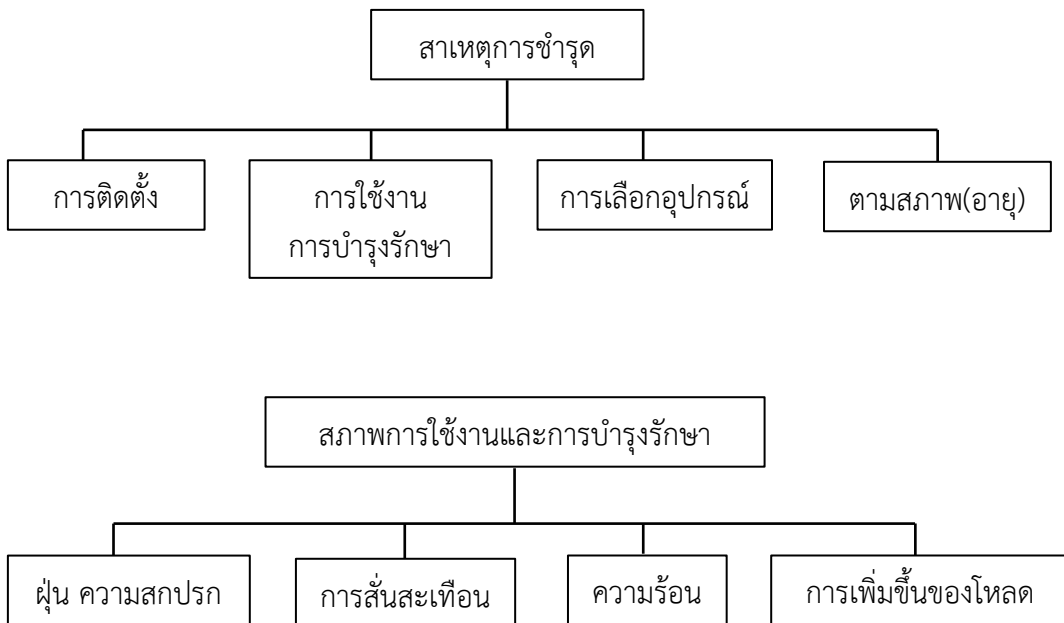 สาเหตุการชำรุด
การติดตั้ง
การใช้งาน
การบำรุงรักษา
การเลือกอุปกรณ์
ตามสภาพ(อายุ)
สภาพการใช้งานและการบำรุงรักษา
ฝุ่น ความสกปรก
การสั่นสะเทือน
ความร้อน
การเพิ่มขึ้นของโหลด